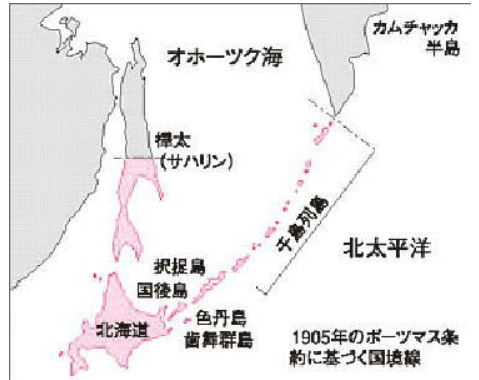 カムチャッカ
半島
オホーツク海
樺太
(サハリン)
千島列島
北太平洋
択捉島
国後島
色丹島
歯舞群島
北海道
1905年のポーツマス条
約に基づく国境線